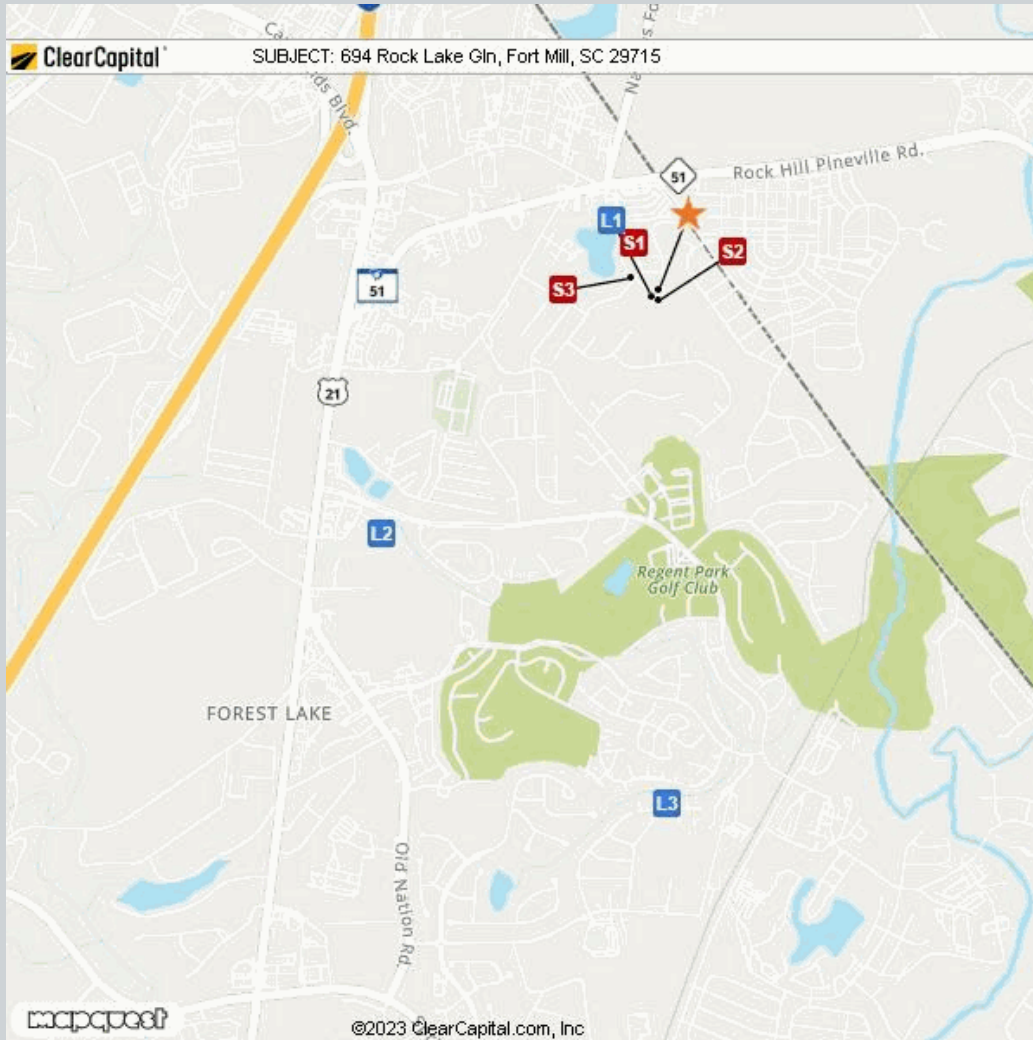 ClearCapital
SUBJECT: 694 Rock Lake Gln, Fort Mill, SC 29715
Blvd.
51
Rock Hill Pineville Rd.
L1
S1
S2
51
S3
21
L2
Regent Park
Golf Club
FOREST LAKE
L3
Old Nation Rd.
mapquest
©2023 ClearCapital.com, Inc